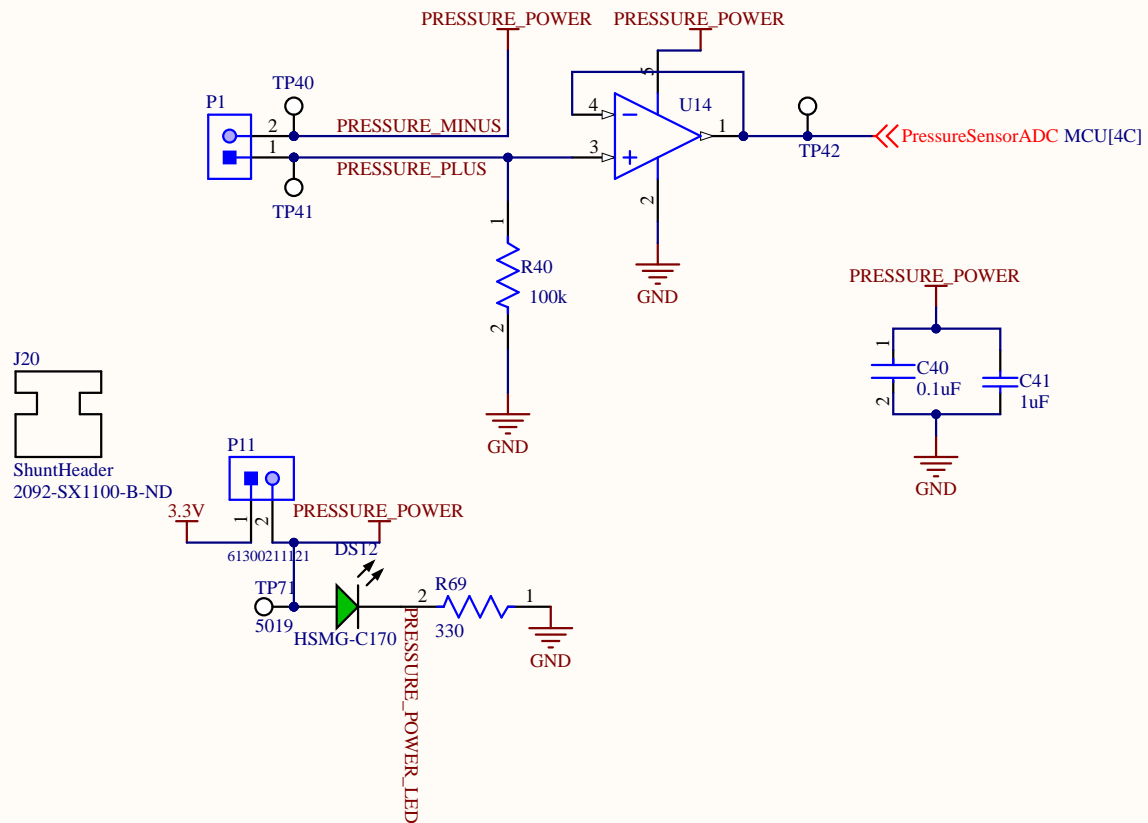 PRESSURE_POWER
PRESSURE_POWER
TP40
5
P1
4
U14
2
PRESSURE_MINUS
1
PressureSensorADC MCU[4C]
1
3
TP42
PRESSURE_PLUS
TP41
2
1
R40
100k
GND
PRESSURE_POWER
2
1
C40
0.1uF
C41
1uF
2
J20
GND
P11
ShuntHeader
2092-SX1100-B-ND
GND
3.3V
1
2
PRESSURE_POWER
61300211121
DS12
TP71
5019
HSMG-C170
2
R69
330
1
GND
PRESSURE_POWER_LED